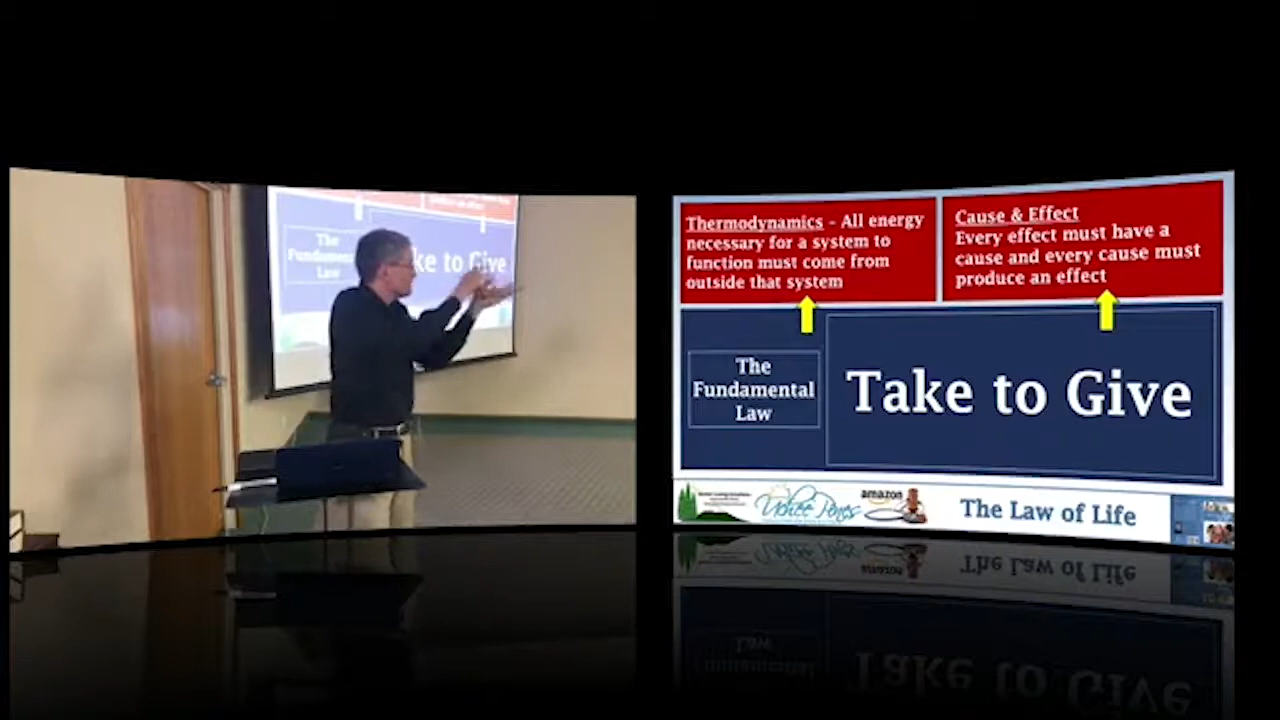 The
Fundamental
Law
ke to Give
Thermodynamics – All energy
necessary for a system to
function must come from
outside that system
Cause & Effect
Every effect must have a
cause and every cause must
produce an effect
The
Fundamental
Law
Take to Give
Uchee Pines
amazon
The Law of Life